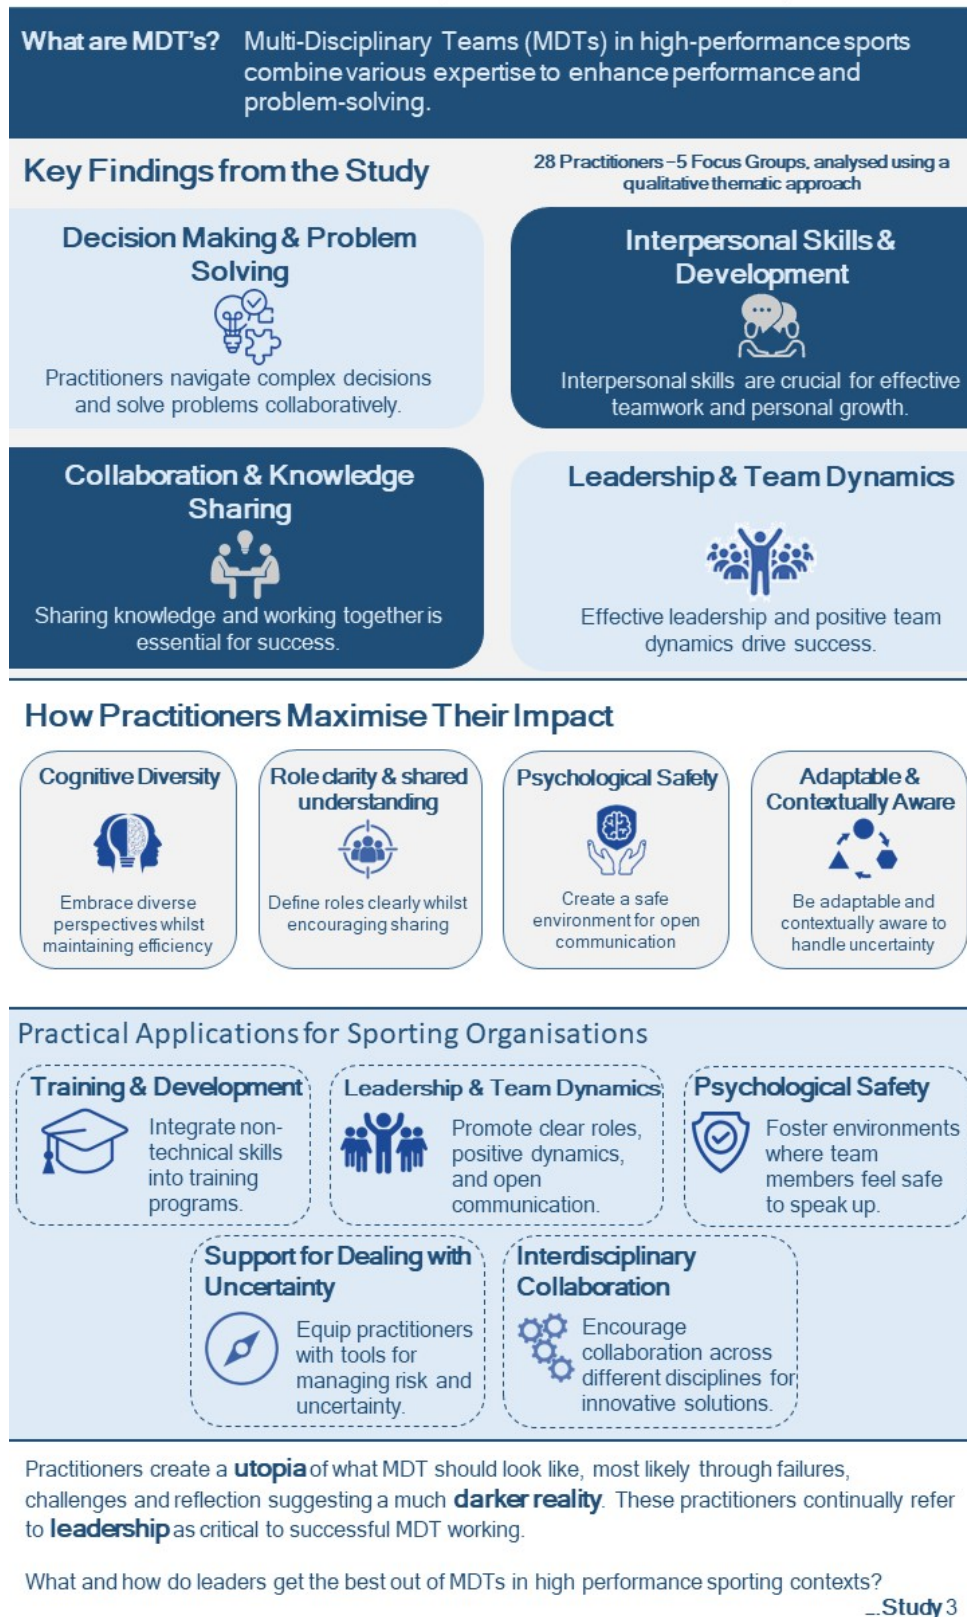 What are MDT's?
Multi-Disciplinary Teams (MDTs) in high-performance sports
combine various expertise to enhance performance and
problem-solving.
Key Findings from the Study
28 Practitioners –5 Focus Groups, analysed using a
qualitative thematic approach
Decision Making & Problem
Solving
Practitioners navigate complex decisions
and solve problems collaboratively.
Interpersonal Skills &
Development
Interpersonal skills are crucial for effective
teamwork and personal growth.
Collaboration & Knowledge
Sharing
Sharing knowledge and working together is
essential for success.
Leadership & Team Dynamics
Effective leadership and positive team
dynamics drive success.
How Practitioners Maximise Their Impact
Cognitive Diversity
Embrace diverse
perspectives whilst
maintaining efficiency
Role clarity & shared
understanding
Define roles clearly whilst
encouraging sharing
Psychological Safety
Create a safe
environment for open
communication
Adaptable &
Contextually Aware
Be adaptable and
contextually aware to
handle uncertainty
Practical Applications for Sporting Organisations
Training & Development
Integrate non-
technical skills
into training
programs.
Leadership & Team Dynamics
Promote clear roles,
positive dynamics,
and open
communication.
Psychological Safety
Foster environments
where team
members feel safe
to speak up.
Support for Dealing with
Uncertainty
Equip practitioners
with tools for
managing risk and
uncertainty.
Interdisciplinary
Collaboration
Encourage
collaboration across
different disciplines for
innovative solutions.
Practitioners create a utopia of what MDT should look like, most likely through failures,
challenges and reflection suggesting a much darker reality. These practitioners continually refer
to leadership as critical to successful MDT working.
What and how do leaders get the best out of MDTs in high performance sporting contexts?
Study 3